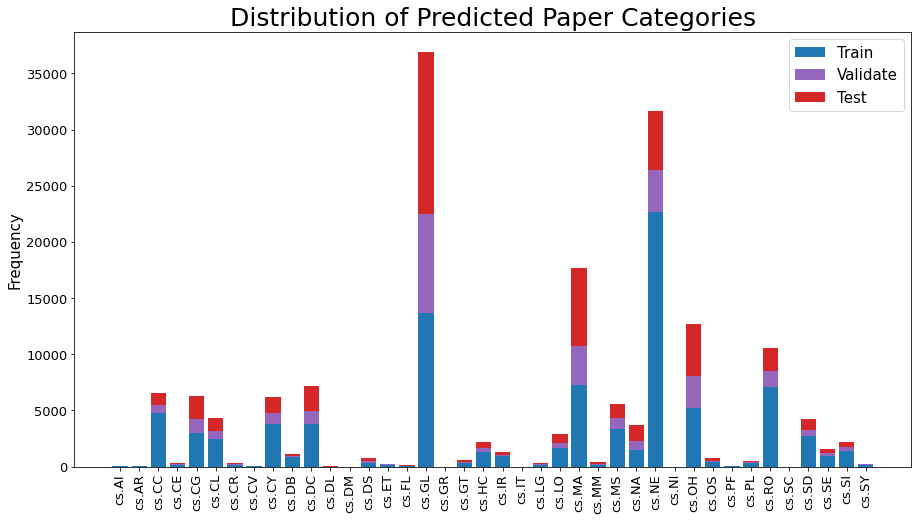 Distribution of Predicted Paper Categories
Train
Validate
Test
Frequency
35000
30000
25000
20000
15000
10000
5000
0
cs.AI
cs.AR
cs.CC
cs.CE
cs.CG
cs.CL
cs.CR
cs.CV
cs.CY
cs.DB
cs.DC
cs.DL
cs.DM
cs.DS
cs.ET
cs.FL
cs.GL
cs.GR
cs.GT
cs.HC
cs.IR
cs.IT
cs.LG
cs.LO
cs.MA
cs.MM
cs.MS
cs.NA
cs.NE
cs.NI
cs.OH
cs.OS
cs.PF
cs.PL
cs.RO
cs.SC
cs.SD
cs.SE
cs.SI
cs.SY